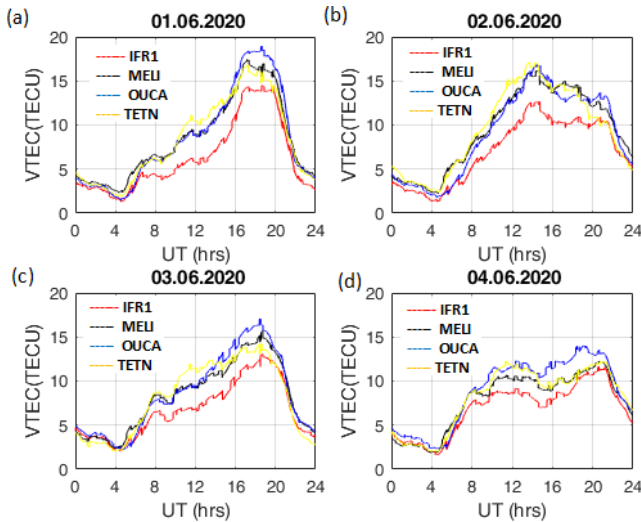 (a)
01.06.2020
20
15
10
5
0
VTEC(TECU)
IFR1
MELI
OUCA
TETN
0 4 8 12 16 20 24
UT (hrs)
(b)
02.06.2020
20
15
10
5
0
VTEC(TECU)
IFR1
MELI
OUCA
TETN
0 4 8 12 16 20 24
UT (hrs)
(c)
03.06.2020
20
15
10
5
0
VTEC(TECU)
IFR1
MELI
OUCA
TETN
0 4 8 12 16 20 24
UT (hrs)
(d)
04.06.2020
20
15
10
5
0
VTEC(TECU)
IFR1
MELI
OUCA
TETN
0 4 8 12 16 20 24
UT (hrs)